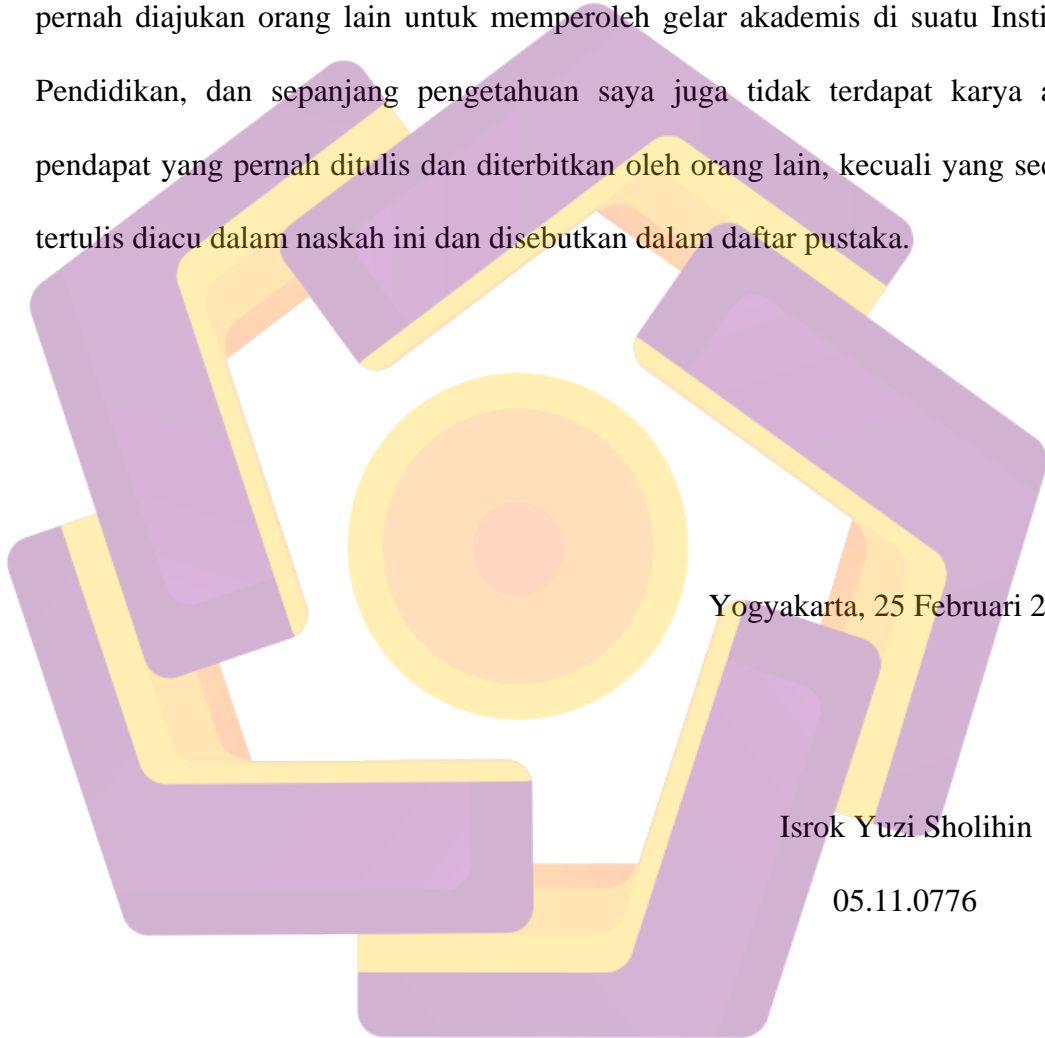 pernah diajukan orang lain untuk memperoleh gelar akademis di suatu Insti
Pendidikan, dan sepanjang pengetahuan saya juga tidak terdapat karya a
pendapat yang pernah ditulis dan diterbitkan oleh orang lain, kecuali yang sec
tertulis diacu dalam naskah ini dan disebutkan dalam daftar pustaka.
Yogyakarta, 25 Februari 2
Isrok Yuzi Sholihin
05.11.0776